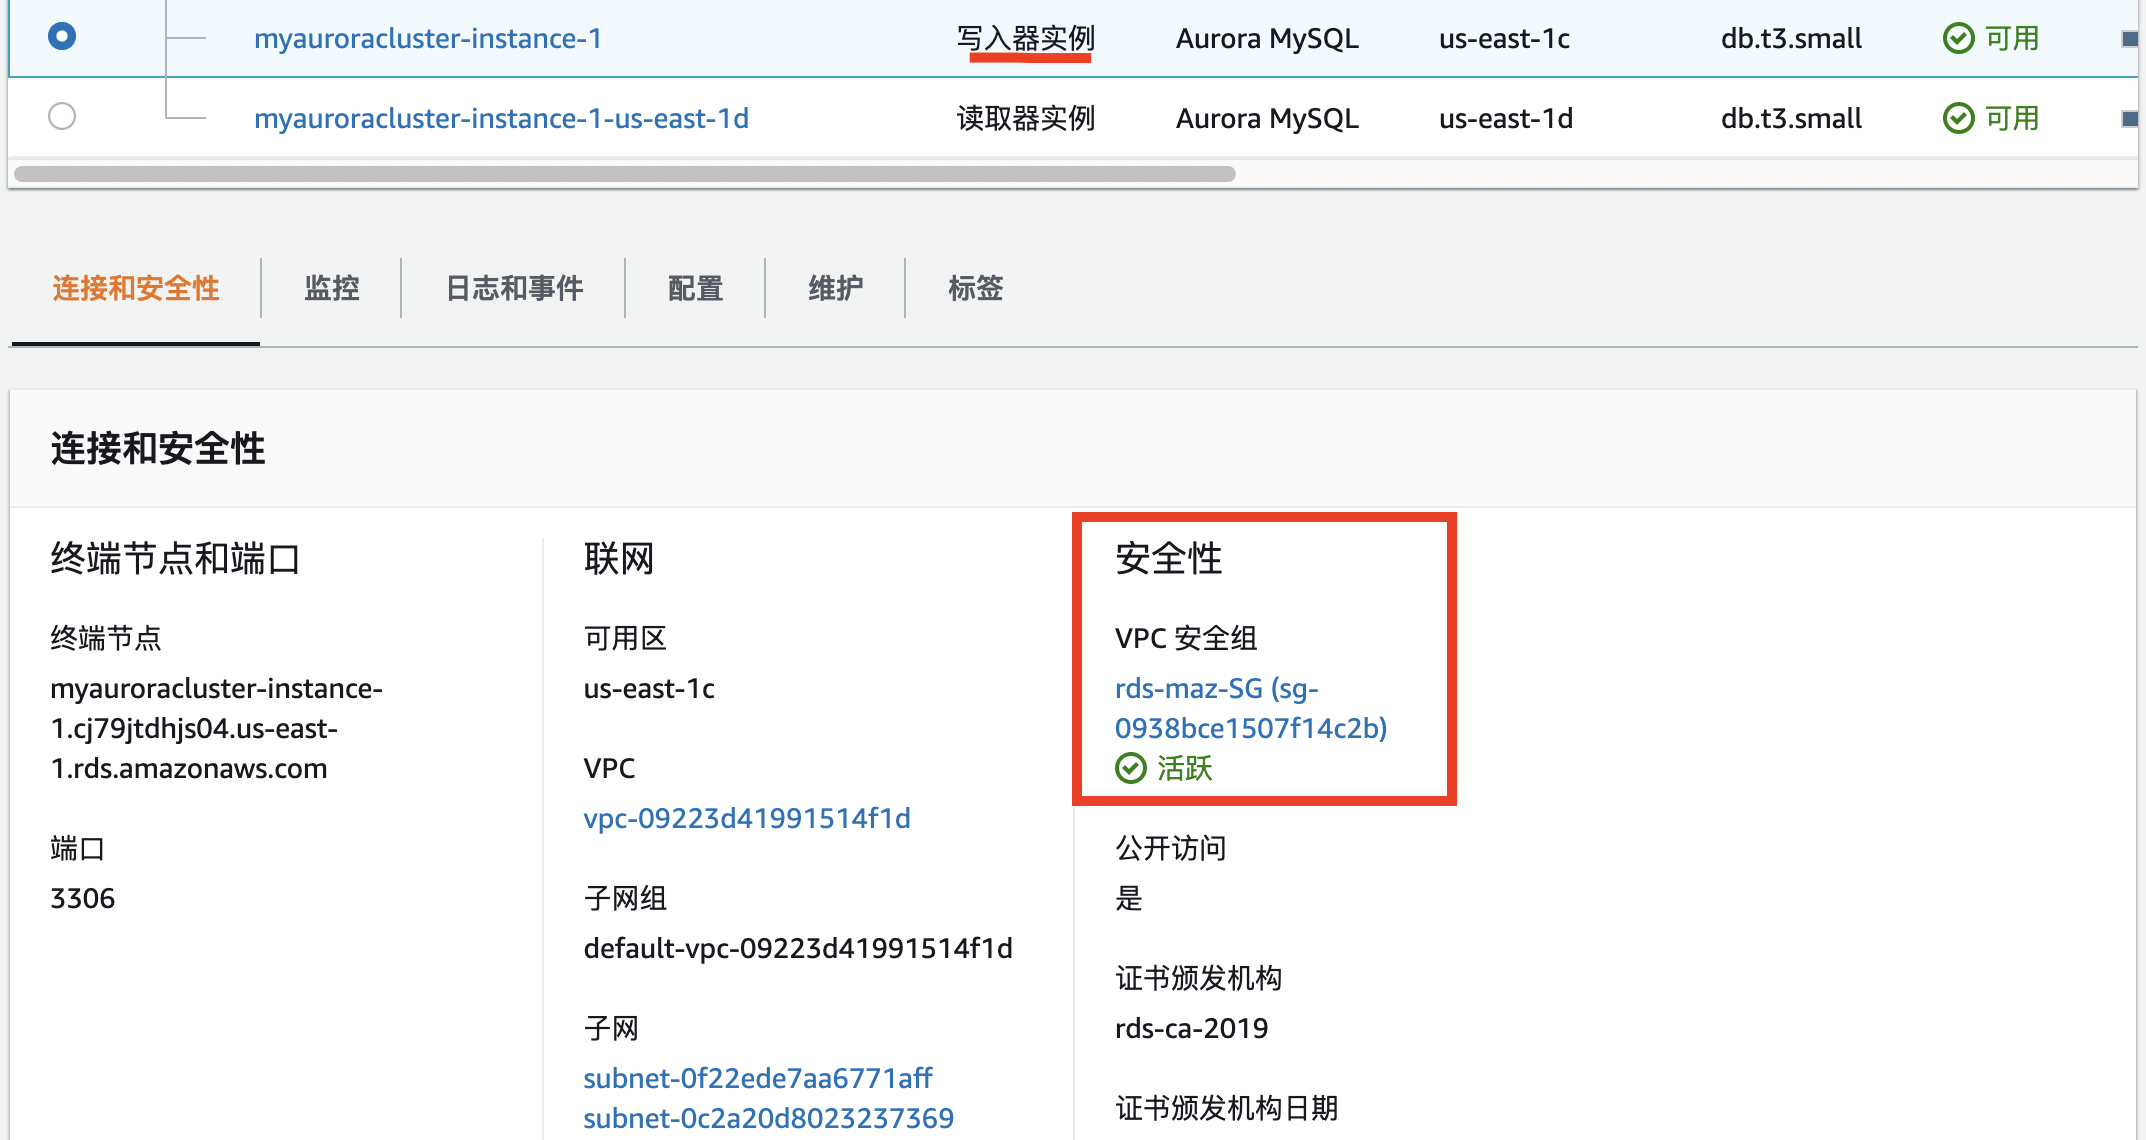 myauroracluster-instance-1 写入器实例 Aurora MySQL us-east-1c db.t3.small 可用
myauroracluster-instance-1-us-east-1d 读取器实例 Aurora MySQL us-east-1d db.t3.small 可用
连接和安全性 监控 日志和事件 配置 维护 标签
连接和安全性
终端节点和端口
终端节点
myauroracluster-instance-
1.cj79jtdhjs04.us-east-
1.rds.amazonaws.com
端口
3306
联网
可用区
us-east-1c
VPC
vpc-09223d41991514f1d
子网组
default-vpc-09223d41991514f1d
子网
subnet-0f22ede7aa6771aff
subnet-0c2a20d8023237369
安全性
VPC 安全组
rds-maz-SG (sg-
0938bce1507f14c2b)
活跃
公开访问
是
证书颁发机构
rds-ca-2019
证书颁发机构日期